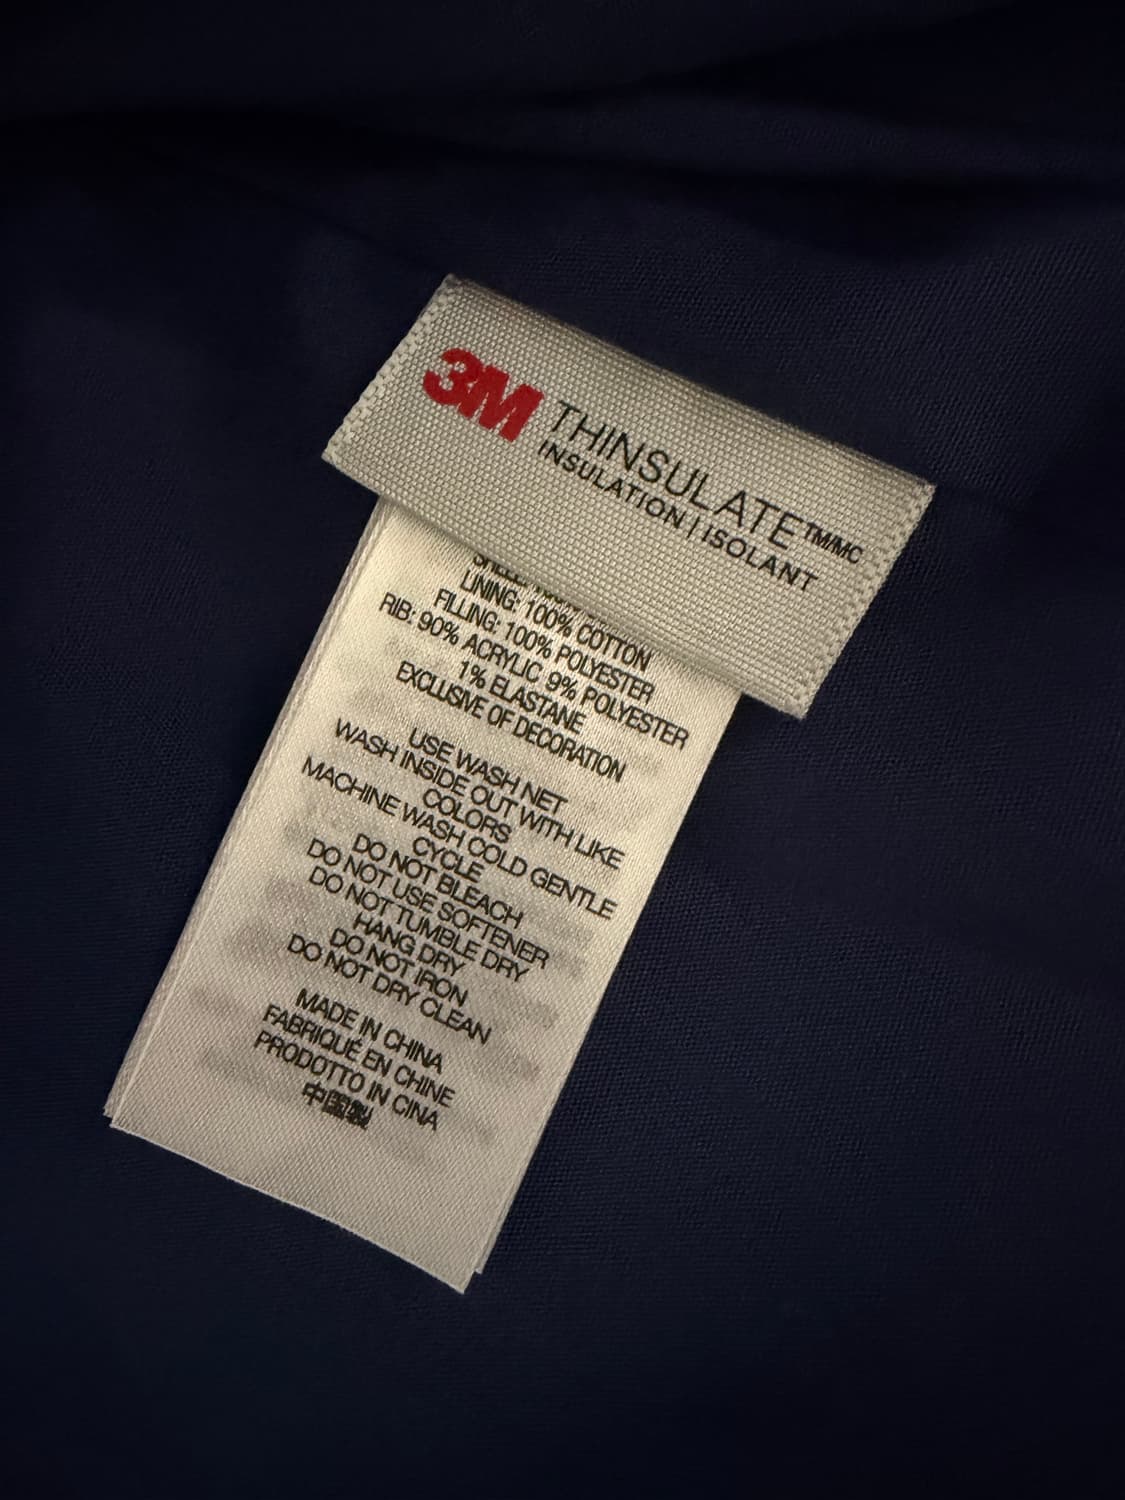 3M THINSULATE™/MC
INSULATION | ISOLANT
LINING: 100% COTTON
FILLING: 100% POLYESTER
RIB: 90% ACRYLIC 9% POLYESTER
1% ELASTANE
EXCLUSIVE OF DECORATION
USE WASH NET
WASH INSIDE OUT WITH LIKE
COLORS
MACHINE WASH COLD GENTLE
CYCLE
DO NOT BLEACH
DO NOT USE SOFTENER
DO NOT TUMBLE DRY
HANG DRY
DO NOT IRON
DO NOT DRY CLEAN
MADE IN CHINA
FABRIQUÉ EN CHINE
PRODOTTO IN CINA